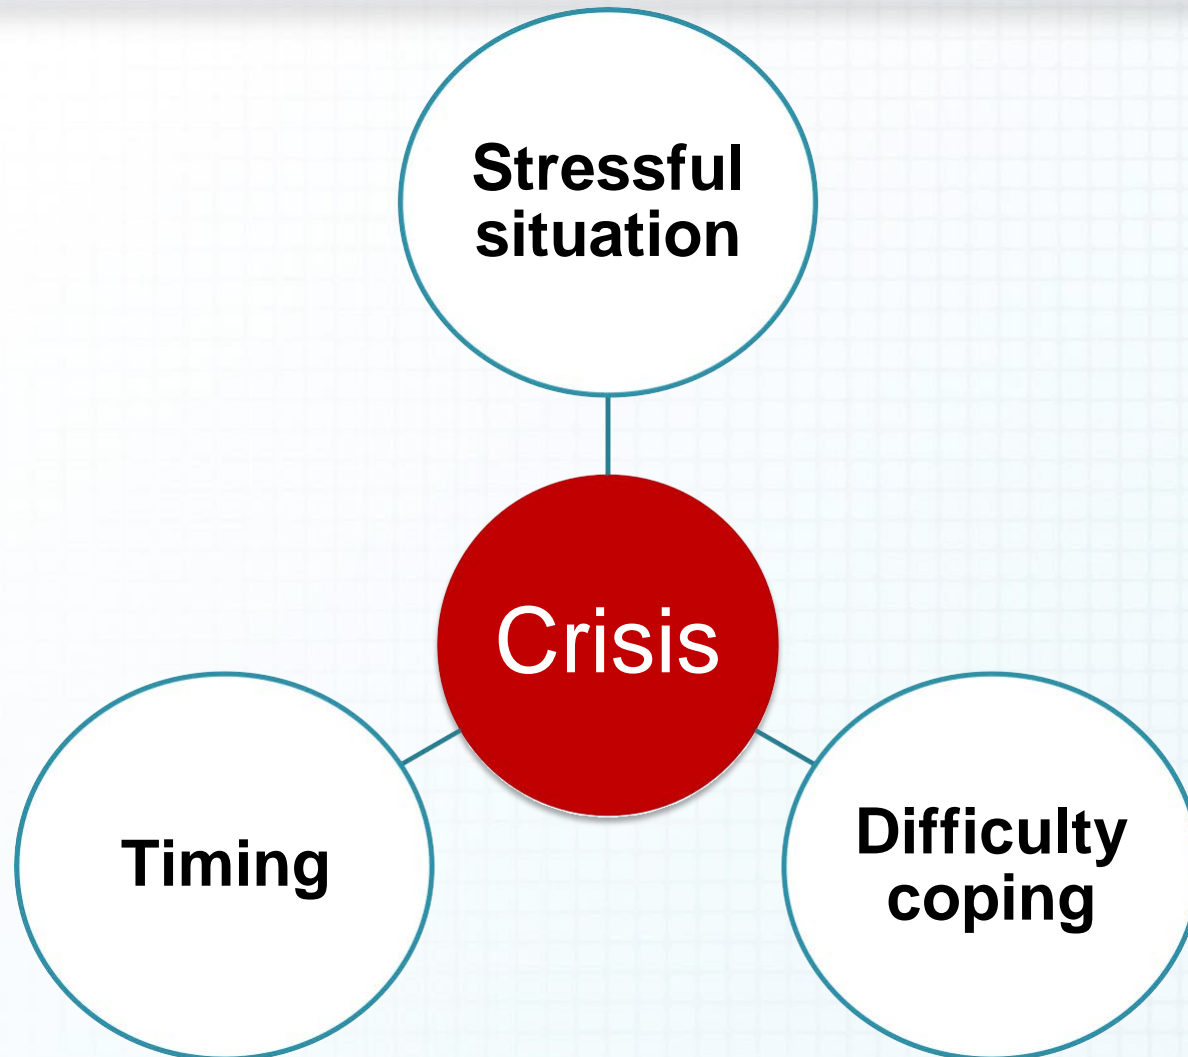 Stressful
situation
Crisis
Timing
Difficulty
coping